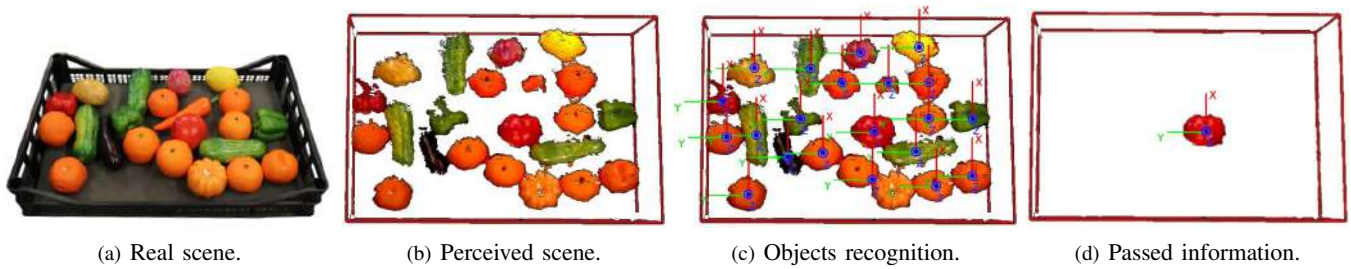 (a) Real scene.
(b) Perceived scene.
(c) Objects recognition.
(d) Passed information.